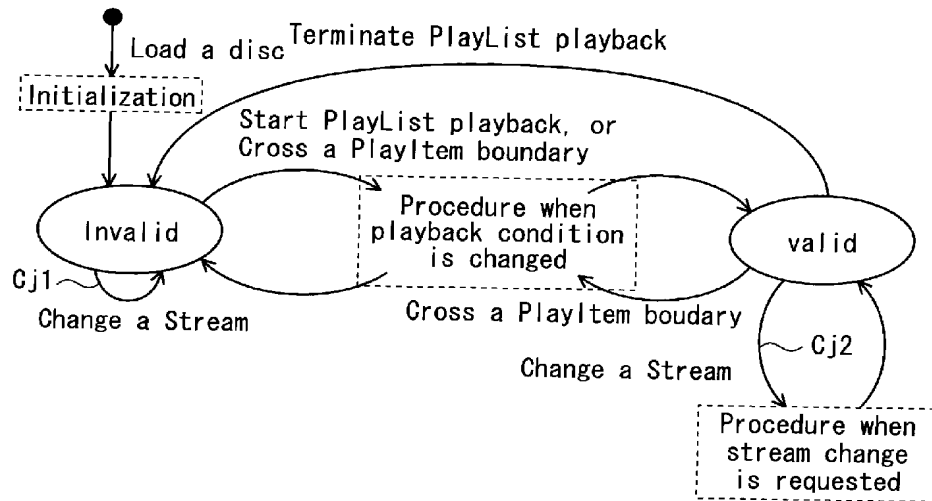 Load a disc
Terminate PlayList playback
Initialization
Start PlayList playback, or
Cross a PlayItem boundary
Invalid
Procedure when
playback condition
is changed
valid
Cj1
Change a Stream
Cross a PlayItem boudary
Cj2
Change a Stream
Procedure when
stream change
is requested